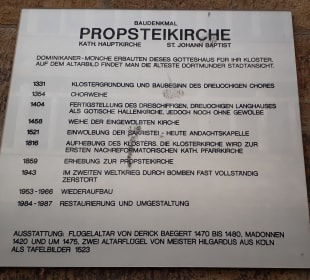 BAUDENKMAL
PROPSTEIKIRCHE
KATH. HAUPTKIRCHE ST. JOHANN BAPTIST
DOMINIKANER-MÖNCHE ERBAUTEN DIESES GOTTESHAUS FÜR IHR KLOSTER.
AUF DEM ALTARBILD FINDET MAN DIE ÄLTESTE DORTMUNDER STADTANSICHT.
1331 KLOSTERGRÜNDUNG UND BAUBEGINN DES DREIJOCHIGEN CHORES
1354 CHORWEIHE
1404 FERTIGSTELLUNG DES DREISCHIFFIGEN, DREIJOCHIGEN LANGHAUSES
ALS GOTISCHE HALLENKIRCHE, JEDOCH NOCH OHNE GEWÖLBE
1458 WEIHE DER EINGEWÖLBTEN KIRCHE
1521 EINWÖLBUNG DER SAKRISTEI - HEUTE ANDACHTSKAPELLE
1816 AUFHEBUNG DES KLOSTERS. DIE KLOSTERKIRCHE WIRD ZUR
ERSTEN NACHREFORMATORISCHEN KATH. PFARRKIRCHE
1859 ERHEBUNG ZUR PROPSTEIKIRCHE
1943 IM ZWEITEN WELTKRIEG DURCH BOMBEN FAST VOLLSTÄNDIG
ZERSTÖRT
1953-1966 WIEDERAUFBAU
1984-1987 RESTAURIERUNG UND UMGESTALTUNG
AUSSTATTUNG: FLÜGELALTAR VON DERICK BAEGERT 1470 BIS 1480, MADONNEN
1420 UND UM 1475, ZWEI ALTARFLÜGEL VON MEISTER HILGARDUS AUS KÖLN
ALS TAFELBILDER 1523